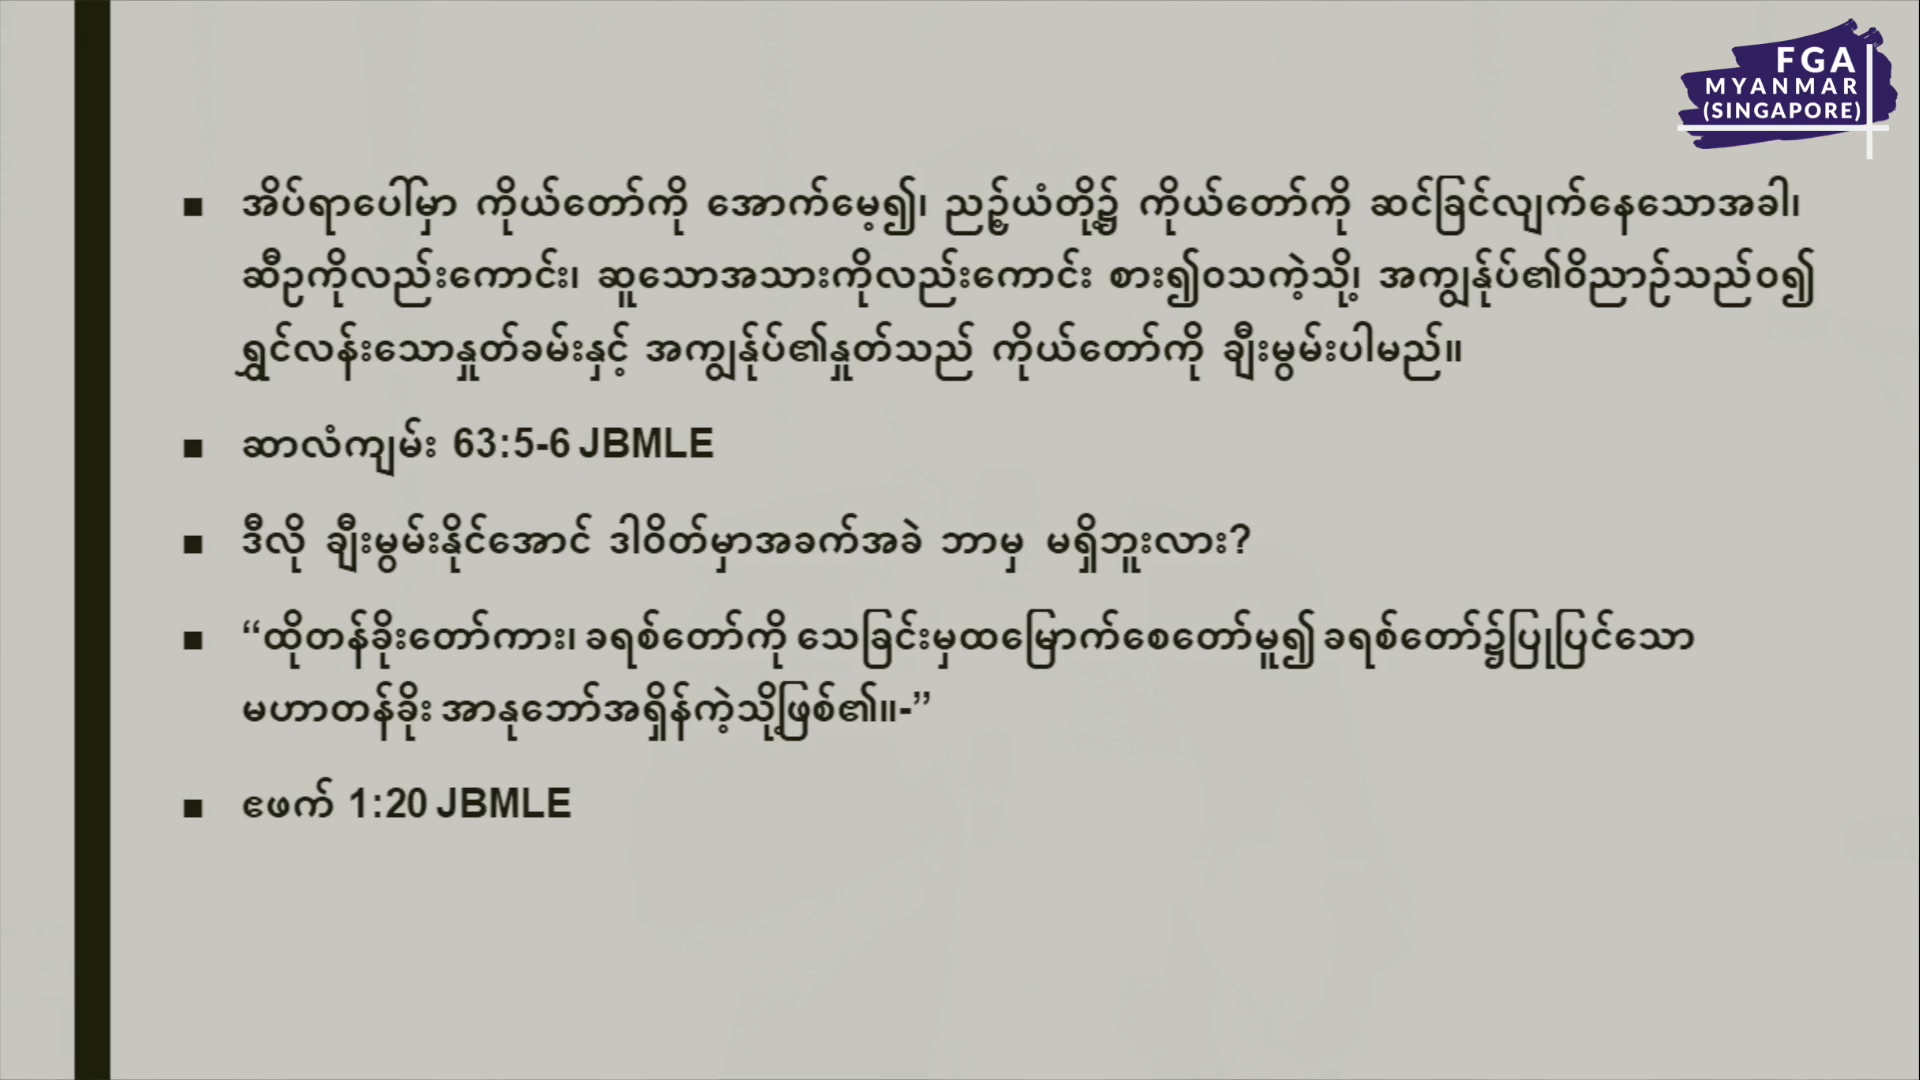 FGA
MYANMAR
(SINGAPORE)
အိပ်ရာပေါ်မှာ ကိုယ်တော်ကို အောက်မေ့၍၊ ညဉ့်ယံတို့၌ ကိုယ်တော်ကို ဆင်ခြင်လျက်နေသောအခါ၊
ဆီဥကိုလည်းကောင်း၊ ဆူသောအသားကိုလည်းကောင်း စား၍ဝသကဲ့သို့၊ အကျွန်ုပ်၏ဝိညာဉ်သည်ဝ၍
ရွှင်လန်းသောနှုတ်ခမ်းနှင့် အကျွန်ုပ်၏နှုတ်သည် ကိုယ်တော်ကို ချီးမွမ်းပါမည်။
ဆာလံကျမ်း 63:5-6 JBMLE
ဒီလို ချီးမွမ်းနိုင်အောင် ဒါဝိတ်မှာအခက်အခဲ ဘာမှ မရှိဘူးလား?
“ထိုတန်ခိုးတော်ကား၊ ခရစ်တော်ကို သေခြင်းမှထမြောက်စေတော်မူ၍ ခရစ်တော်၌ပြုပြင်သော
မဟာတန်ခိုး အာနုဘော်အရှိန်ကဲ့သို့ဖြစ်၏။-”
ဧဖက် 1:20 JBMLE